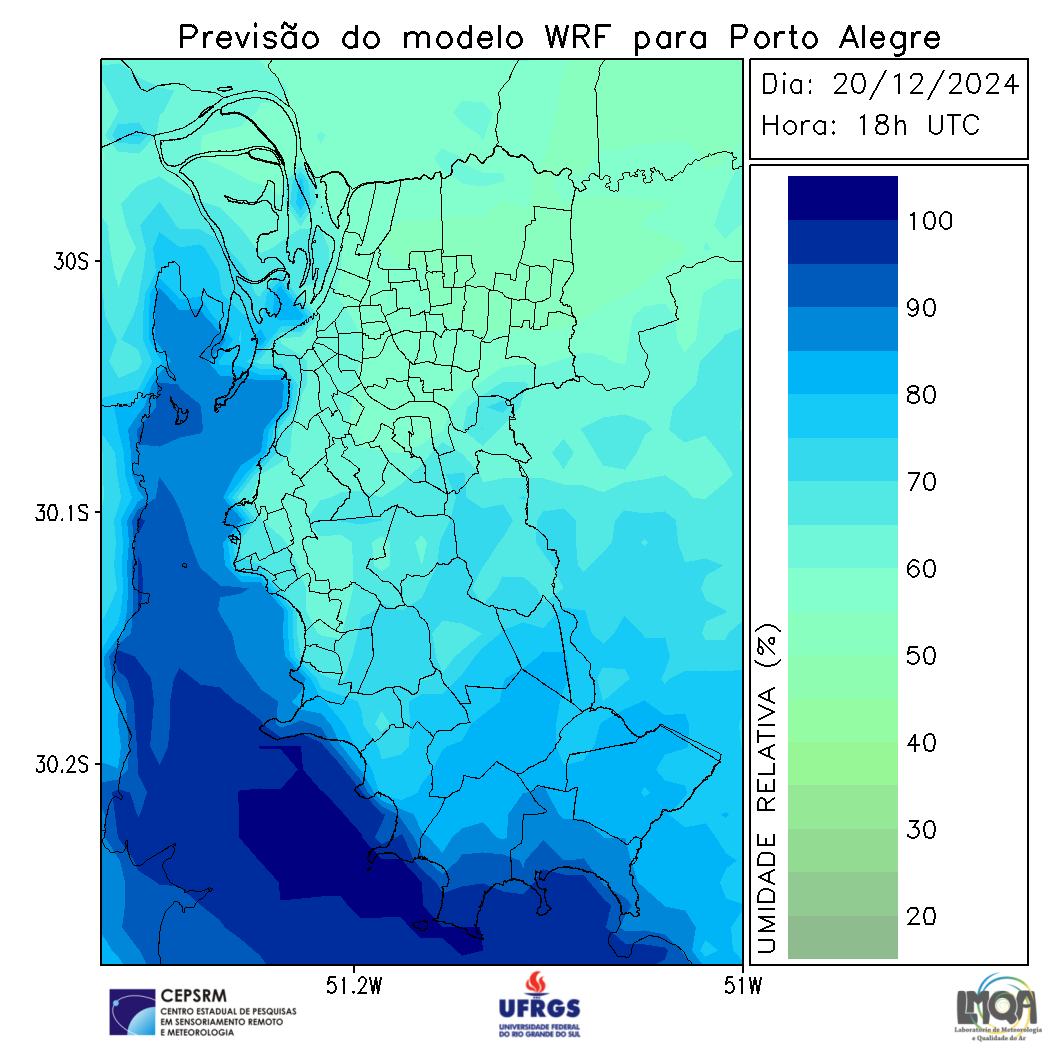 Previsão do modelo WRF para Porto Alegre
Dia: 20/12/2024
Hora: 18h UTC
30S
30.1S
30.2S
51.2W
51W
UMIDADE RELATIVA (%)
100
90
80
70
60
50
40
30
20
CEPSRM
CENTRO ESTADUAL DE PESQUISAS
EM SENSORIAMENTO REMOTO
E METEOROLOGIA
UFRGS
UNIVERSIDADE FEDERAL
DO RIO GRANDE DO SUL
LMQA
Laboratório de Meteorologia
e Qualidade do Ar